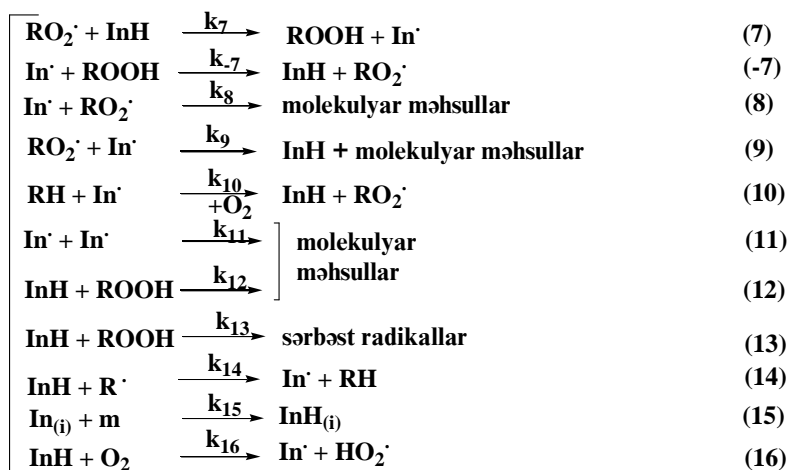 RO₂˙ + InH k₇ ROOH + In˙ (7)
In˙ + ROOH k₋₇ InH + RO₂˙ (-7)
In˙ + RO₂˙ k₈ molekulyar məhsullar (8)
RO₂˙ + In˙ k₉ InH + molekulyar məhsullar (9)
RH + In˙ k₁₀ +O₂ InH + RO₂˙ (10)
In˙ + In˙ k₁₁ molekulyar (11)
məhsullar
InH + ROOH k₁₂ (12)
InH + ROOH k₁₃ sərbəst radikallar (13)
InH + R˙ k₁₄ In˙ + RH (14)
In₍ᵢ₎ + m k₁₅ InH₍ᵢ₎ (15)
InH + O₂ k₁₆ In˙ + HO₂˙ (16)